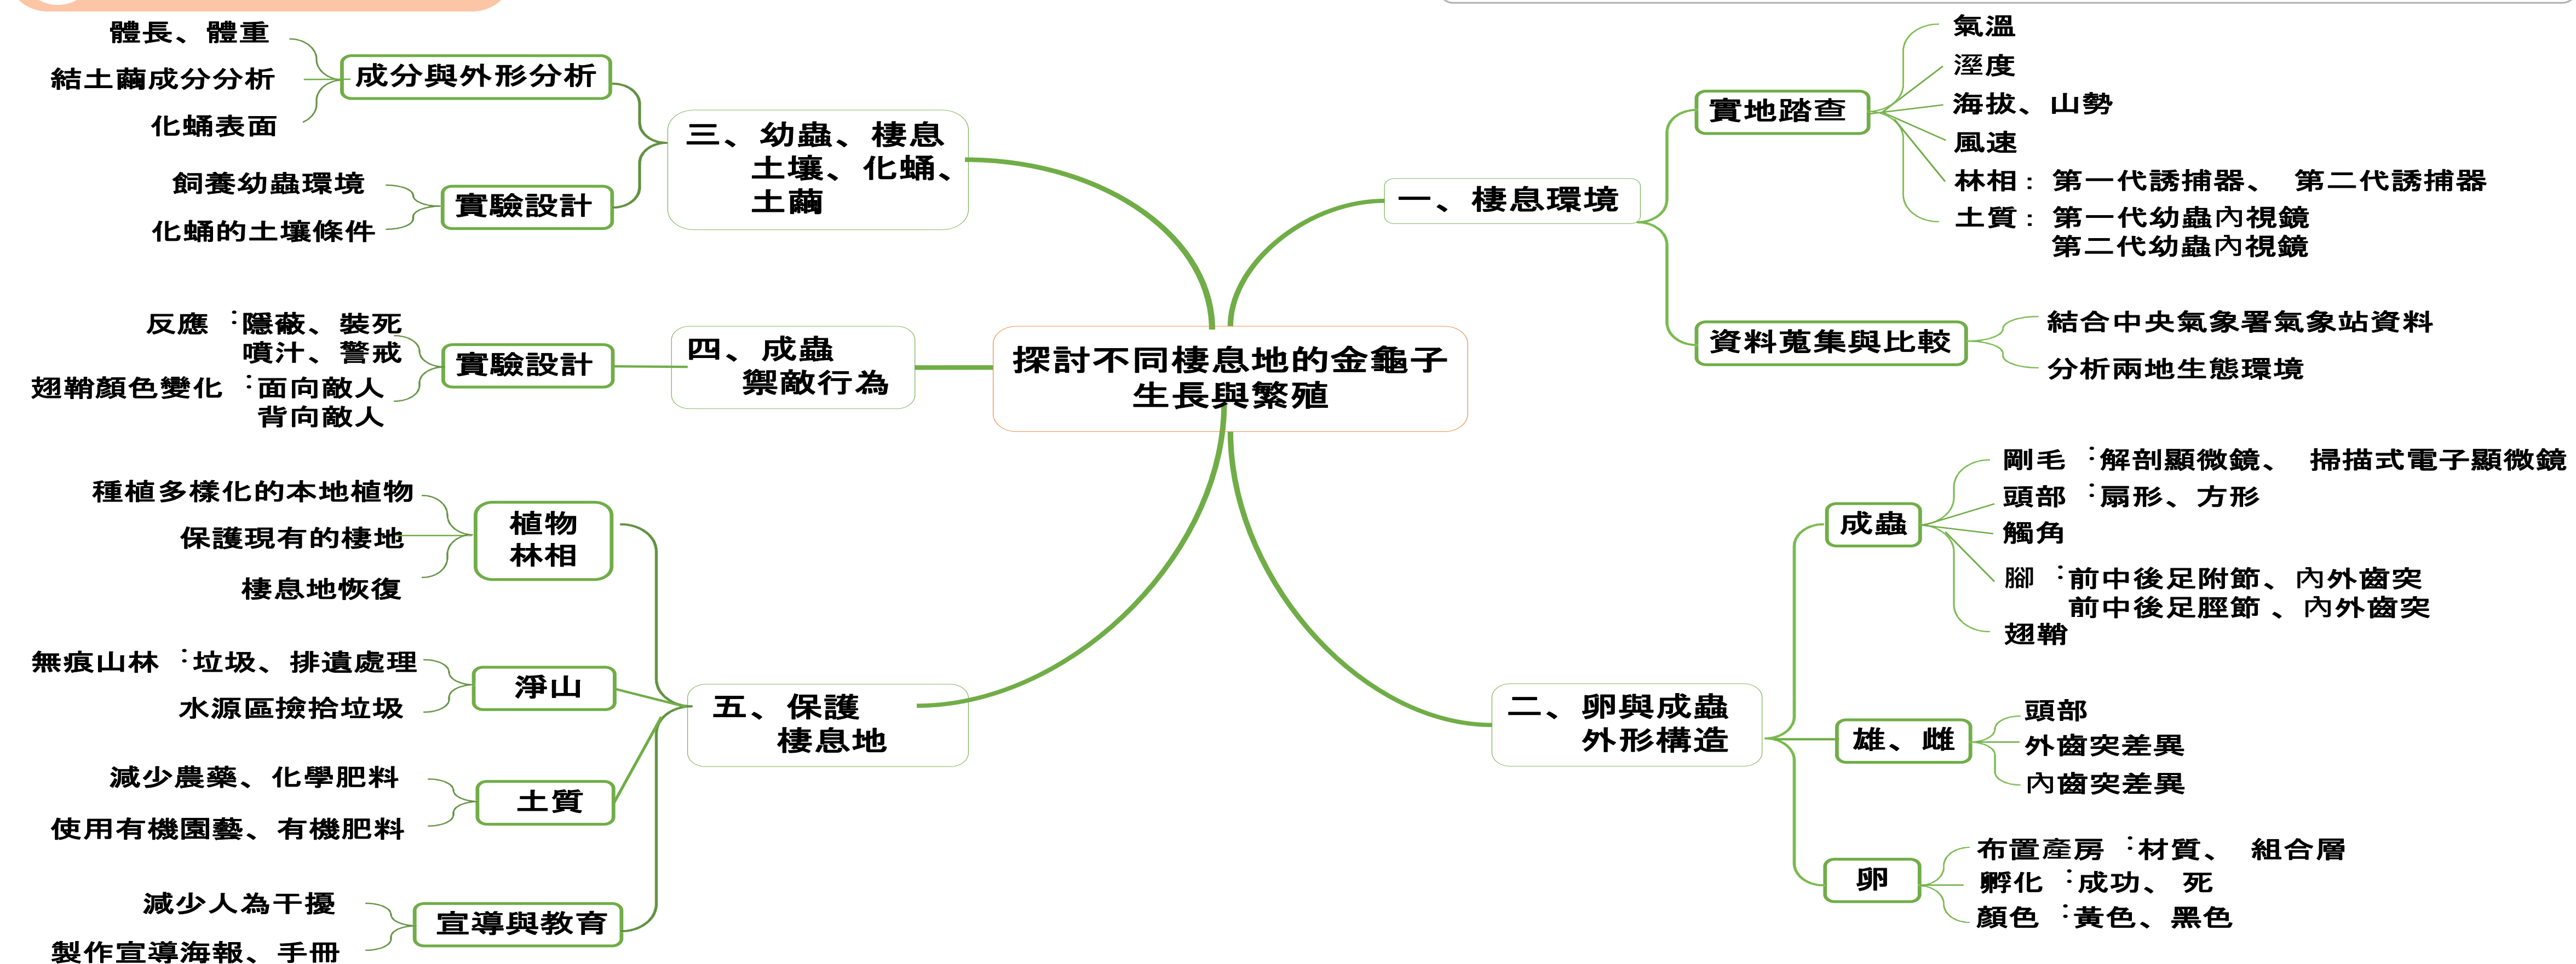 探討不同棲息地的金龜子
生長與繁殖
一、棲息環境
實地踏查
氣溫
溼度
海拔、山勢
風速
林相: 第一代誘捕器、 第二代誘捕器
土質: 第一代幼蟲內視鏡
第二代幼蟲內視鏡
資料蒐集與比較
結合中央氣象署氣象站資料
分析兩地生態環境
二、卵與成蟲
外形構造
成蟲
剛毛:解剖顯微鏡、 掃描式電子顯微鏡
頭部:扇形、方形
觸角
腳:前中後足附節、內外齒突
前中後足脛節、內外齒突
翅鞘
雄、雌
頭部
外齒突差異
內齒突差異
卵
布置產房:材質、 組合層
孵化:成功、 死
顏色:黃色、黑色
三、幼蟲、棲息
土壤、化蛹、
土繭
成分與外形分析
體長、體重
結土繭成分分析
化蛹表面
實驗設計
飼養幼蟲環境
化蛹的土壤條件
四、成蟲
禦敵行為
實驗設計
反應:隱蔽、裝死
噴汁、警戒
翅鞘顏色變化:面向敵人
背向敵人
五、保護
棲息地
植物
林相
種植多樣化的本地植物
保護現有的棲地
棲息地恢復
淨山
無痕山林:垃圾、排遺處理
水源區撿拾垃圾
土質
減少農藥、化學肥料
使用有機園藝、有機肥料
宣導與教育
減少人為干擾
製作宣導海報、手冊